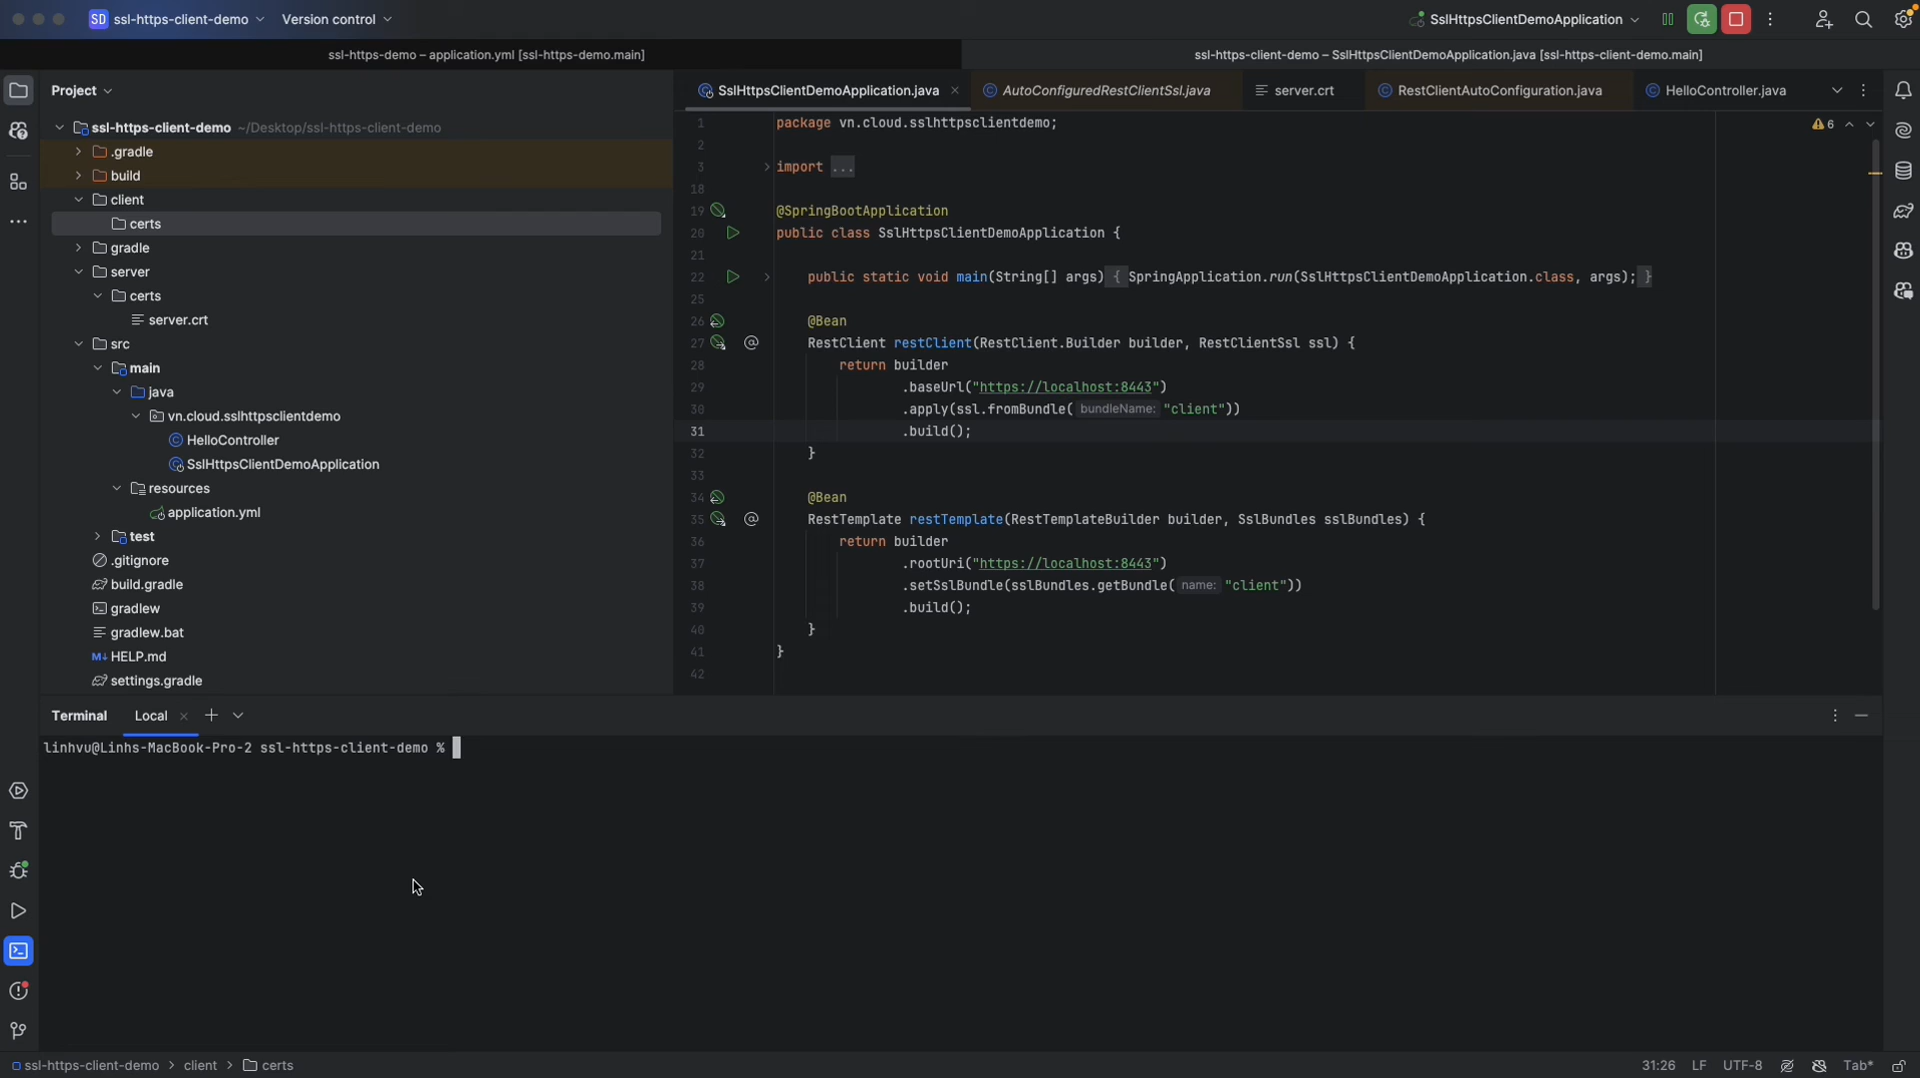 SD ssl-https-client-demo Version control SslHttpsClientDemoApplication
ssl-https-demo – application.yml [ssl-https-demo.main] ssl-https-client-demo – SslHttpsClientDemoApplication.java [ssl-https-client-demo.main]
Project
ssl-https-client-demo ~/Desktop/ssl-https-client-demo
.gradle
build
client
certs
gradle
server
certs
server.crt
src
main
java
vn.cloud.sslhttpsclientdemo
HelloController
SslHttpsClientDemoApplication
resources
application.yml
test
.gitignore
build.gradle
gradlew
gradlew.bat
M↓ HELP.md
settings.gradle
SslHttpsClientDemoApplication.java AutoConfiguredRestClientSsl.java server.crt RestClientAutoConfiguration.java HelloController.java
6
1 package vn.cloud.sslhttpsclientdemo;
2
3 import ...
18
19 @SpringBootApplication
20 public class SslHttpsClientDemoApplication {
21
22 public static void main(String[] args) { SpringApplication.run(SslHttpsClientDemoApplication.class, args); }
25
26 @Bean
27 @ RestClient restClient(RestClient.Builder builder, RestClientSsl ssl) {
28 return builder
29 .baseUrl("https://localhost:8443")
30 .apply(ssl.fromBundle( bundleName: "client"))
31 .build();
32 }
33
34 @Bean
35 @ RestTemplate restTemplate(RestTemplateBuilder builder, SslBundles sslBundles) {
36 return builder
37 .rootUri("https://localhost:8443")
38 .setSslBundle(sslBundles.getBundle( name: "client"))
39 .build();
40 }
41 }
42
Terminal Local
linhvu@Linhs-MacBook-Pro-2 ssl-https-client-demo %
ssl-https-client-demo > client > certs 31:26 LF UTF-8 Tab*